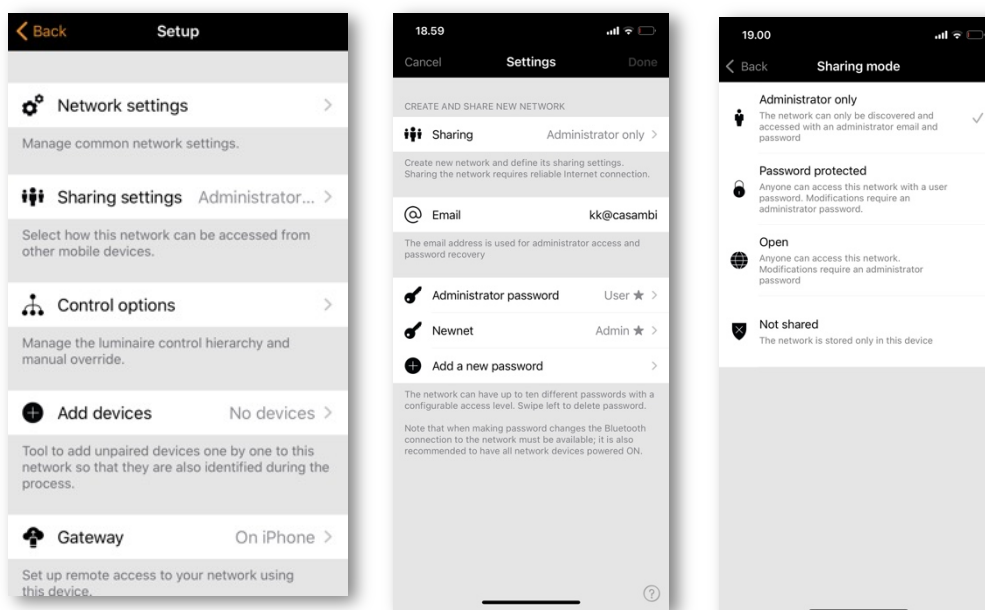 Back Setup
Network settings
Manage common network settings.
Sharing settings Administrator...
Select how this network can be accessed from
other mobile devices.
Control options
Manage the luminaire control hierarchy and
manual override.
Add devices No devices
Tool to add unpaired devices one by one to this
network so that they are also identified during the
process.
Gateway On iPhone
Set up remote access to your network using
this device.
18.59
Cancel Settings Done
CREATE AND SHARE NEW NETWORK
Sharing Administrator only
Create new network and define its sharing settings.
Sharing the network requires reliable Internet connection.
@ Email kk@casambi
The email address is used for administrator access and
password recovery
Administrator password User ★
Newnet Admin ★
Add a new password
The network can have up to ten different passwords with a
configurable access level. Swipe left to delete password.
Note that when making password changes the Bluetooth
connection to the network must be available; it is also
recommended to have all network devices powered ON.
?
19.00
Back Sharing mode
Administrator only
The network can only be discovered and
accessed with an administrator email and
password
Password protected
Anyone can access this network with a user
password. Modifications require an
administrator password.
Open
Anyone can access this network.
Modifications require an administrator
password
Not shared
The network is stored only in this device